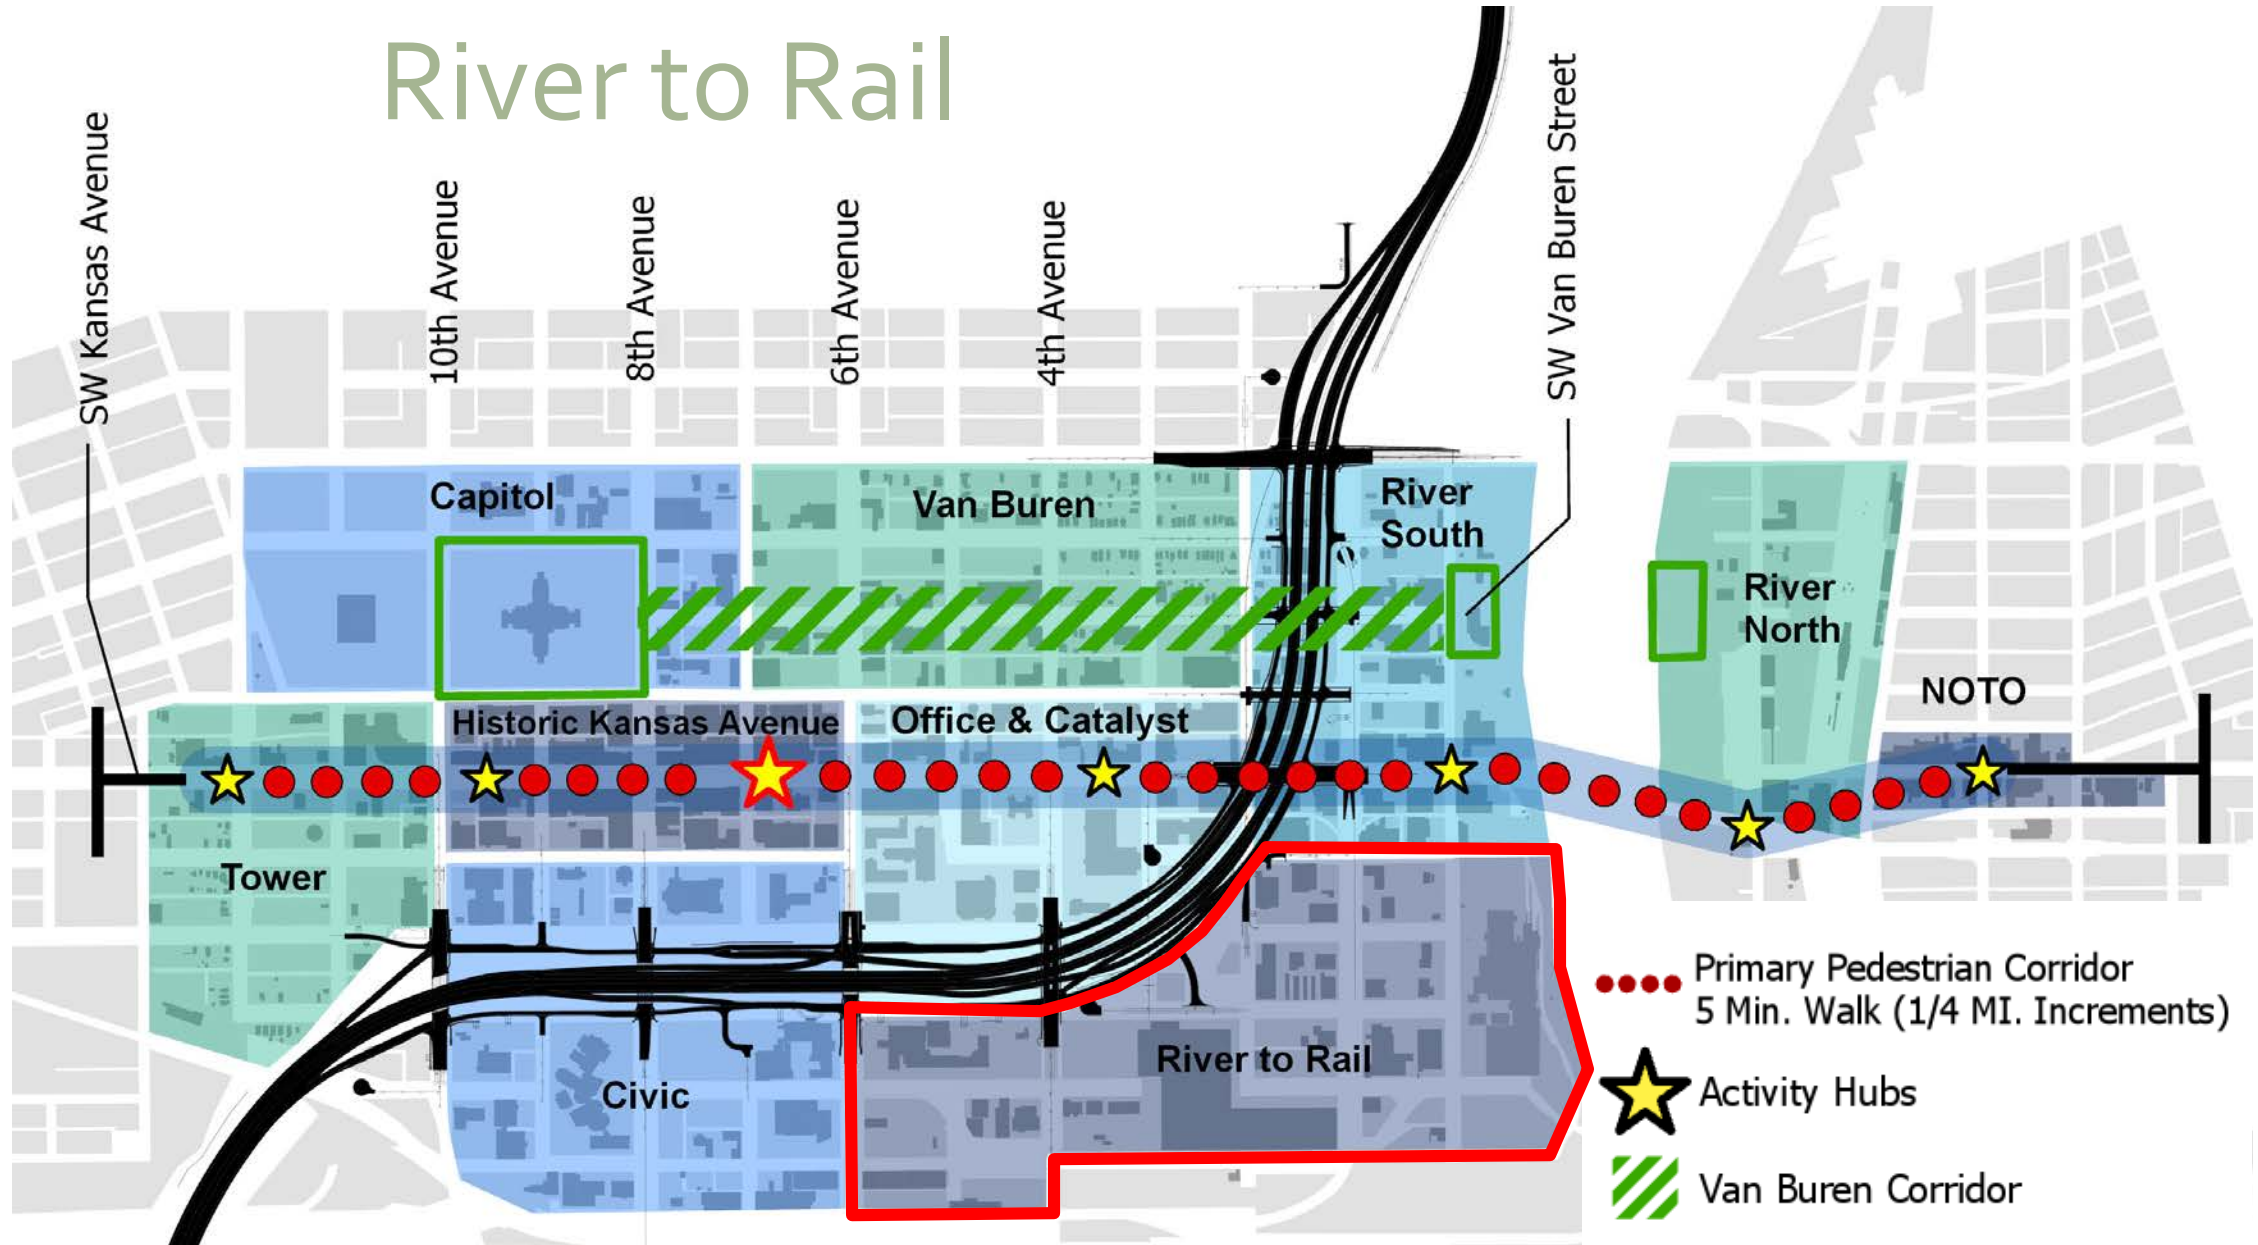 River to Rail
SW Kansas Avenue
10th Avenue
8th Avenue
6th Avenue
4th Avenue
SW Van Buren Street
Capitol
Van Buren
River
South
River
North
NOTO
Historic Kansas Avenue
Office & Catalyst
Tower
Civic
River to Rail
Primary Pedestrian Corridor
5 Min. Walk (1/4 MI. Increments)
Activity Hubs
Van Buren Corridor